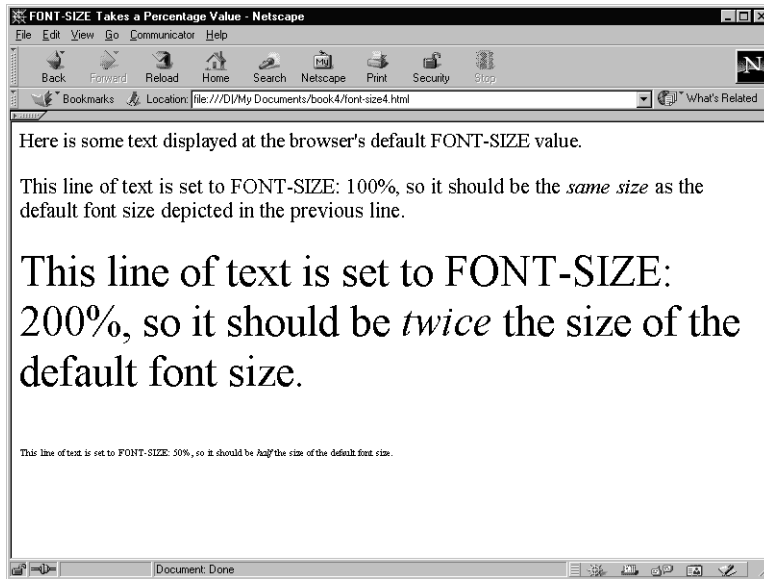 FONT-SIZE Takes a Percentage Value - Netscape
File Edit View Go Communicator Help
Back Forward Reload Home Search Netscape Print Security Stop
My
N
Bookmarks Location: file:///D|/My Documents/book4/font-size4.html What's Related
Here is some text displayed at the browser's default FONT-SIZE value.
This line of text is set to FONT-SIZE: 100%, so it should be the same size as the
default font size depicted in the previous line.
This line of text is set to FONT-SIZE:
200%, so it should be twice the size of the
default font size.
This line of text is set to FONT-SIZE: 50%, so it should be half the size of the default font size.
Document: Done